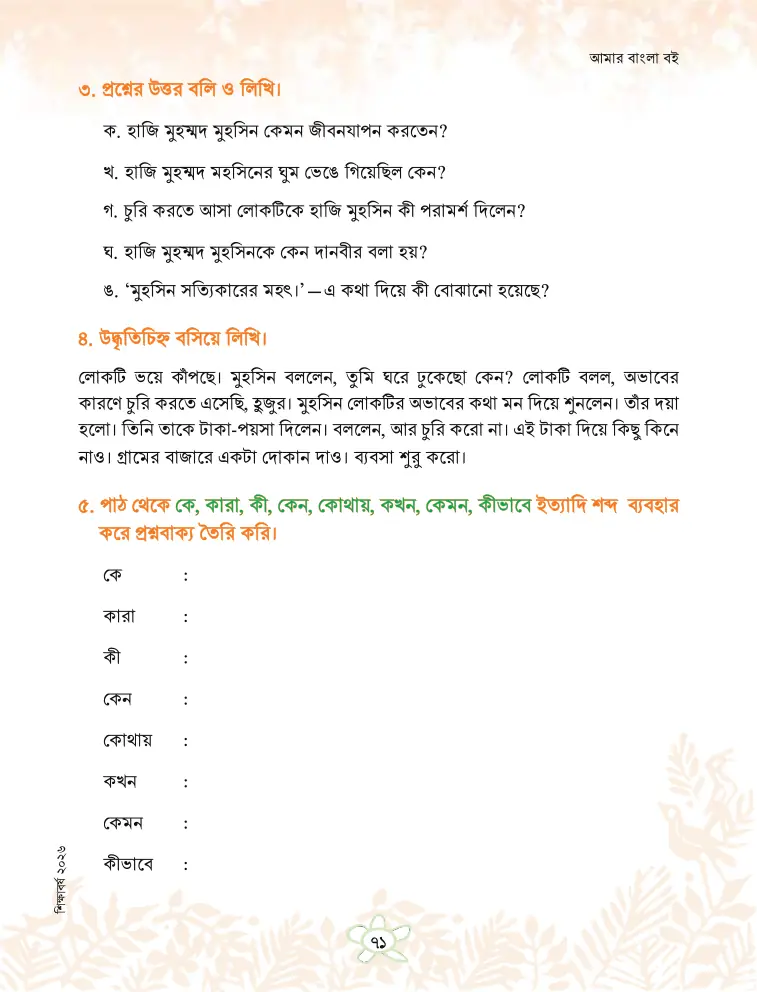 আমার বাংলা বই
৩. প্রশ্নের উত্তর বলি ও লিখি।
ক. হাজি মুহম্মদ মুহসিন কেমন জীবনযাপন করতেন?
খ. হাজি মুহম্মদ মহসিনের ঘুম ভেঙে গিয়েছিল কেন?
গ. চুরি করতে আসা লোকটিকে হাজি মুহসিন কী পরামর্শ দিলেন?
ঘ. হাজি মুহম্মদ মুহসিনকে কেন দানবীর বলা হয়?
ঙ. ‘মুহসিন সত্যিকারের মহৎ।’—এ কথা দিয়ে কী বোঝানো হয়েছে?
৪. উদ্ধৃতিচিহ্ন বসিয়ে লিখি।
লোকটি ভয়ে কাঁপছে। মুহসিন বললেন, তুমি ঘরে ঢুকেছো কেন? লোকটি বলল, অভাবের
কারণে চুরি করতে এসেছি, হুজুর। মুহসিন লোকটির অভাবের কথা মন দিয়ে শুনলেন। তাঁর দয়া
হলো। তিনি তাকে টাকা-পয়সা দিলেন। বললেন, আর চুরি করো না। এই টাকা দিয়ে কিছু কিনে
নাও। গ্রামের বাজারে একটা দোকান দাও। ব্যবসা শুরু করো।
৫. পাঠ থেকে কে, কারা, কী, কেন, কোথায়, কখন, কেমন, কীভাবে ইত্যাদি শব্দ ব্যবহার
করে প্রশ্নবাক্য তৈরি করি।
কে :
কারা :
কী :
কেন :
কোথায় :
কখন :
কেমন :
কীভাবে :
শিক্ষাবর্ষ ২০২৬
৭১